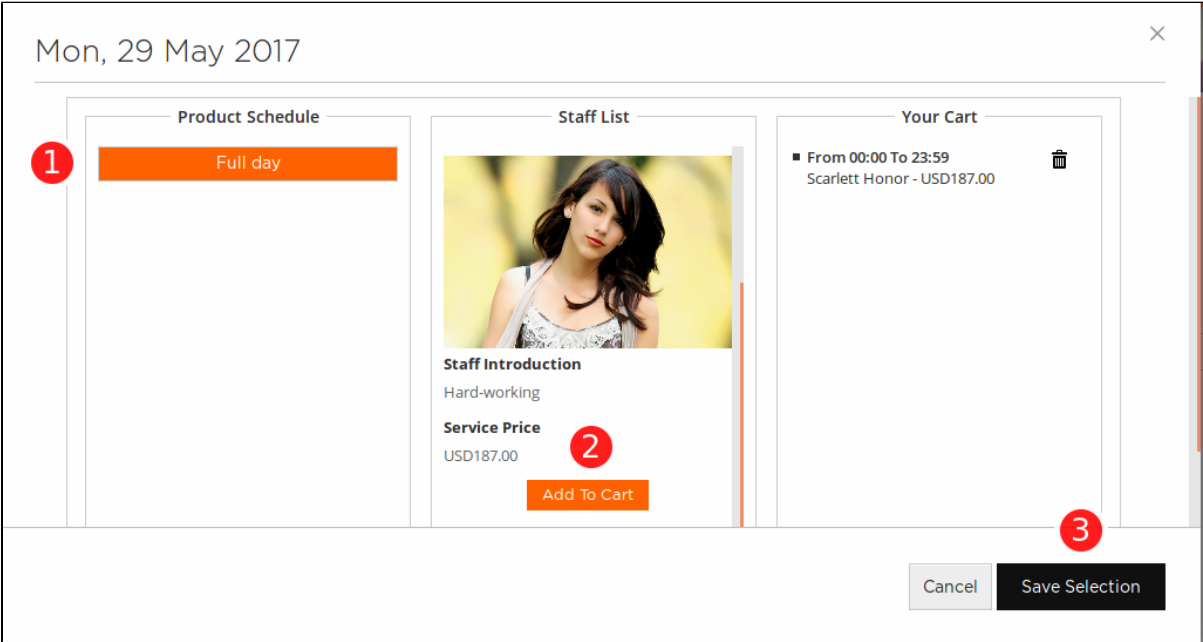 Mon, 29 May 2017
Product Schedule
1
Full day
Staff List
Staff Introduction
Hard-working
Service Price
USD187.00
2
Add To Cart
Your Cart
From 00:00 To 23:59
Scarlett Honor - USD187.00
3
Cancel
Save Selection